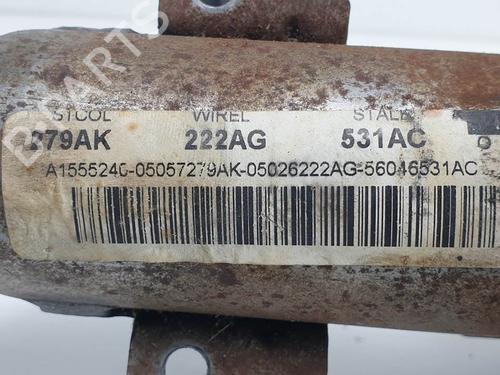 STCOL WIREL STALK
279AK 222AG 531AC
A1555240-05057279AK-05026222AG-56046531AC